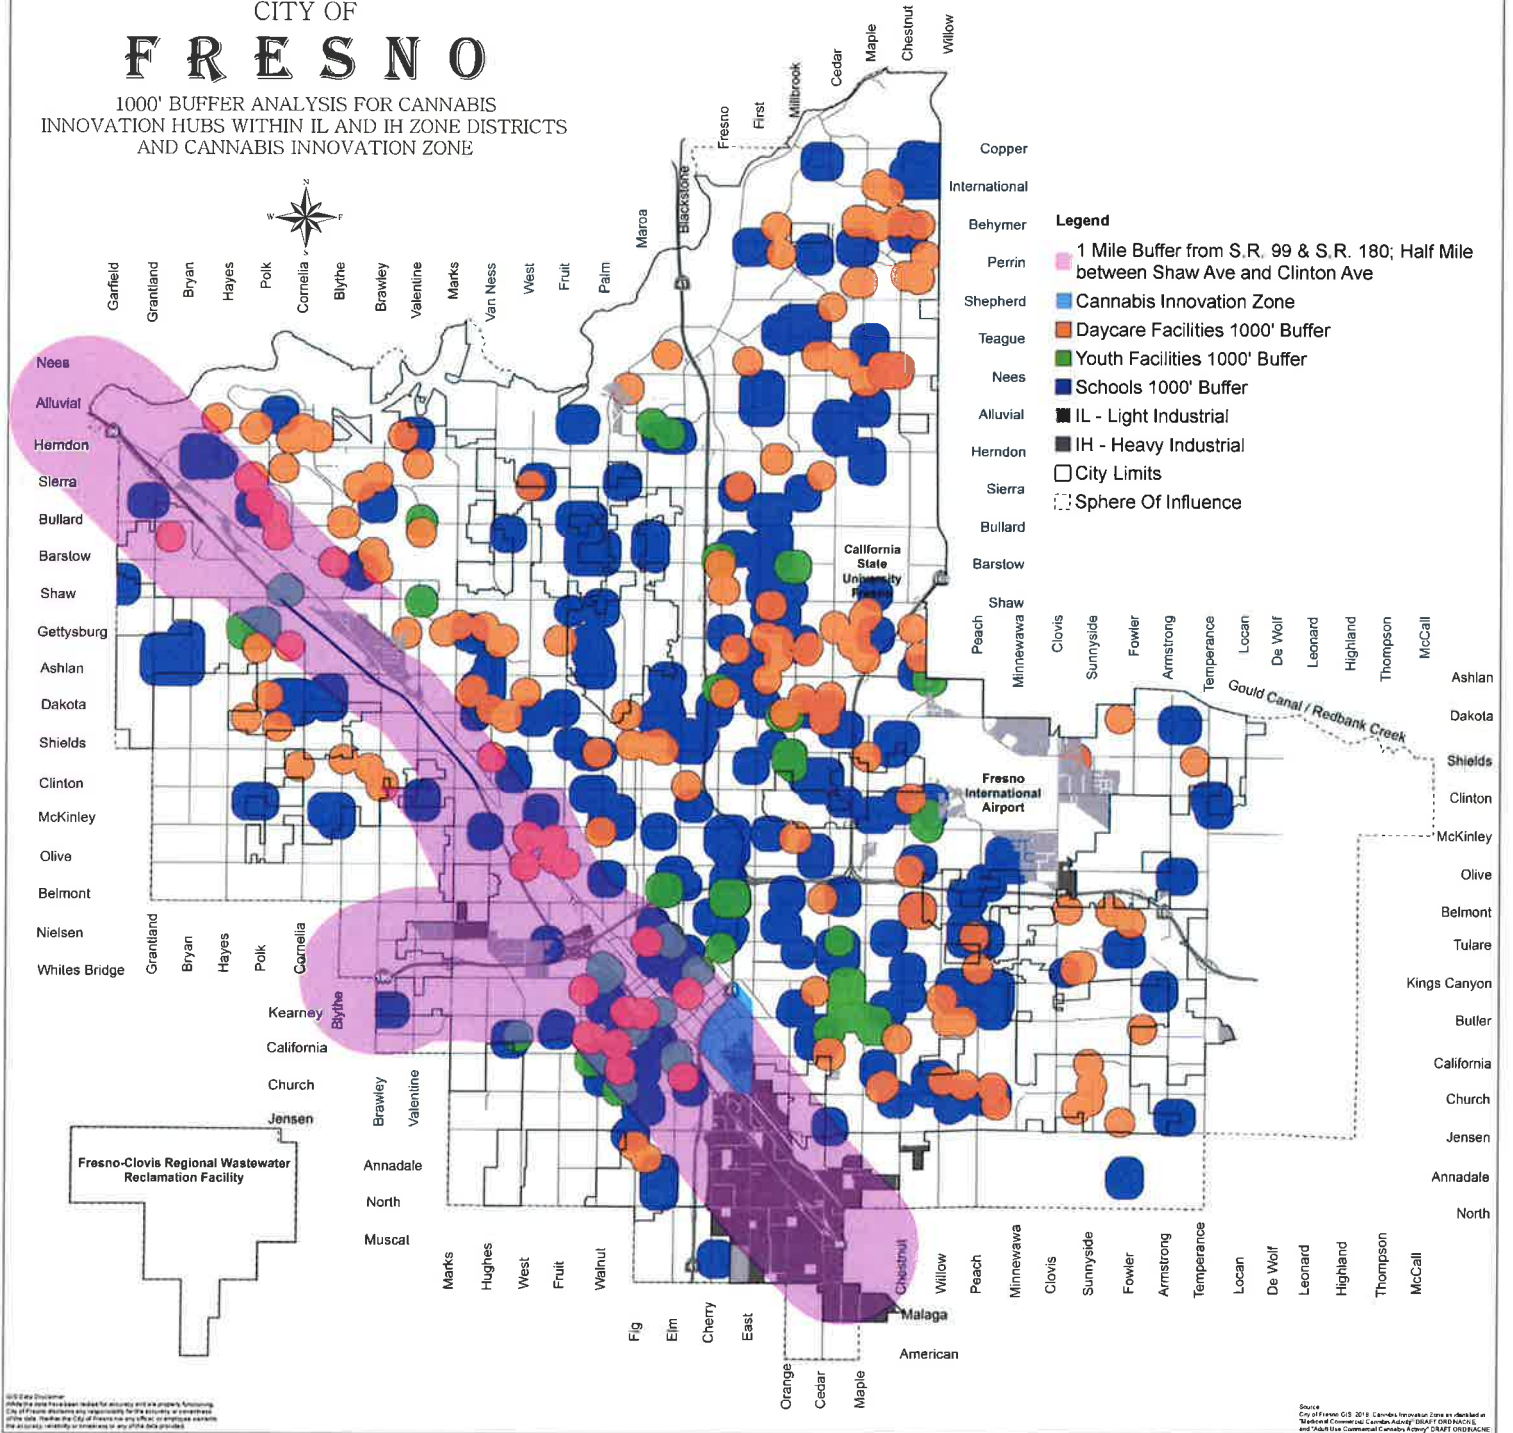 CITY OF
FRESNO
1000' BUFFER ANALYSIS FOR CANNABIS
INNOVATION HUBS WITHIN IL AND IH ZONE DISTRICTS
AND CANNABIS INNOVATION ZONE
N
W
S
Garfield
Grantland
Bryan
Hayes
Polk
Cornelia
Blythe
Brawley
Valentine
Marks
Van Ness
West
Fruit
Palm
Maroa
Blackstone
Fresno
First
Millbrook
Cedar
Maple
Chestnut
Willow
Copper
International
Behymer
Perrin
Shepherd
Teague
Nees
Alluvial
Herndon
Sierra
Bullard
Barstow
Shaw
Legend
1 Mile Buffer from S.R. 99 & S.R. 180; Half Mile
between Shaw Ave and Clinton Ave
Cannabis Innovation Zone
Daycare Facilities 1000' Buffer
Youth Facilities 1000' Buffer
Schools 1000' Buffer
IL - Light Industrial
IH - Heavy Industrial
City Limits
Sphere Of Influence
Nees
Alluvial
Herndon
Sierra
Bullard
Barstow
Shaw
Gettysburg
Ashlan
Dakota
Shields
Clinton
McKinley
Olive
Belmont
Nielsen
Whites Bridge
California
State
University
Fresno
Peach
Minnewawa
Clovis
Sunnyside
Fowler
Armstrong
Temperance
Locan
De Wolf
Leonard
Highland
Thompson
McCall
Gould Canal / Redbank Creek
Fresno
International
Airport
Ashlan
Dakota
Shields
Clinton
McKinley
Olive
Belmont
Tulare
Kings Canyon
Butler
California
Church
Jensen
Annadale
North
Grantland
Bryan
Hayes
Polk
Cornelia
Blythe
Kearney
California
Church
Jensen
Brawley
Valentine
Annadale
North
Muscat
Fresno-Clovis Regional Wastewater
Reclamation Facility
Marks
Hughes
West
Fruit
Walnut
Fig
Elm
Cherry
East
Orange
Cedar
Maple
Chestnut
Willow
Peach
Minnewawa
Clovis
Sunnyside
Fowler
Armstrong
Temperance
Locan
De Wolf
Leonard
Highland
Thompson
McCall
Malaga
American
Source